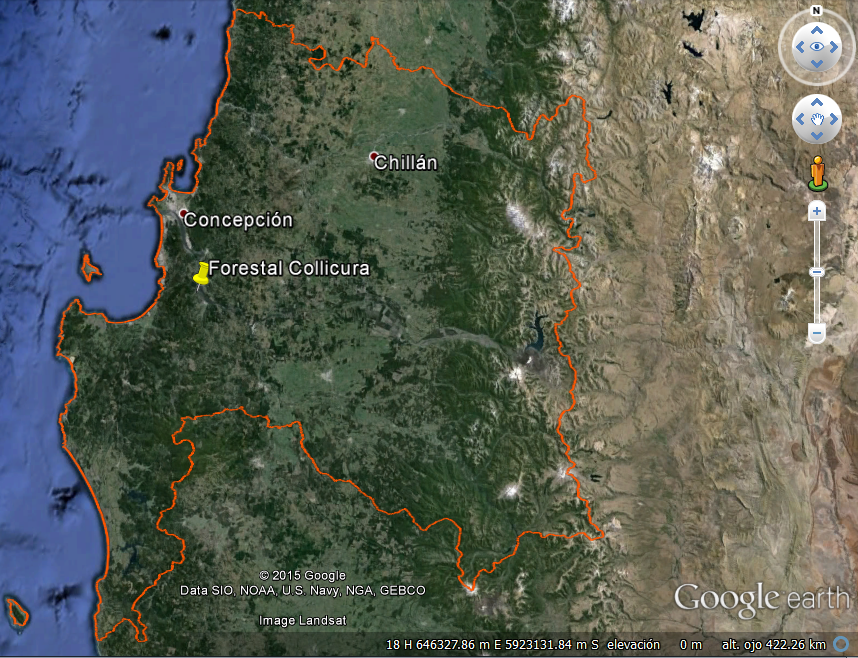 N
Chillán
Concepción
Forestal Collicura
© 2015 Google
Data SIO, NOAA, U.S. Navy, NGA, GEBCO
Image Landsat
Google earth
18 H 646327.86 m E 5923131.84 m S elevación 0 m alt. ojo 422.26 km